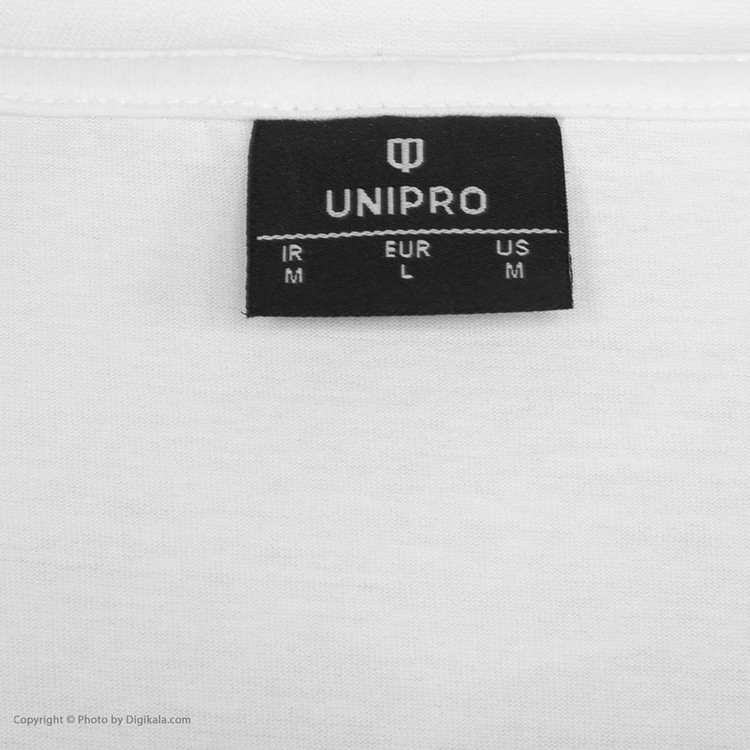 UNIPRO
IR EUR US
M L M
Copyright © Photo by Digikala.com